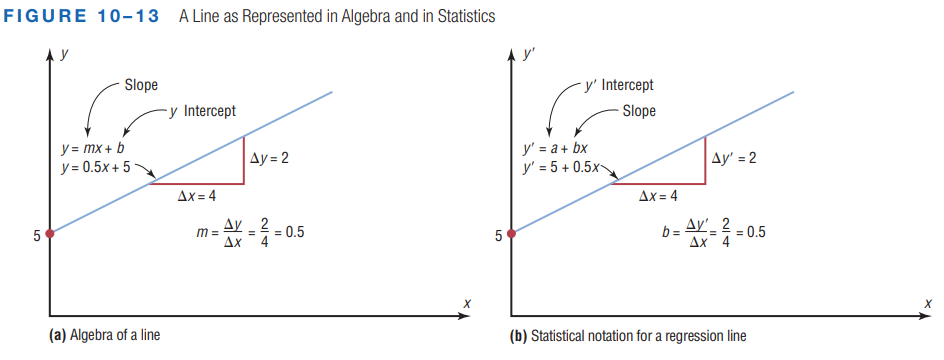 FIGURE 10–13 A Line as Represented in Algebra and in Statistics
y
Slope
y Intercept
y = mx + b
y = 0.5x + 5
Δy = 2
Δx = 4
m = Δy/Δx = 2/4 = 0.5
5
x
(a) Algebra of a line
y'
y' Intercept
Slope
y' = a + bx
y' = 5 + 0.5x
Δy' = 2
Δx = 4
b = Δy'/Δx = 2/4 = 0.5
5
x
(b) Statistical notation for a regression line